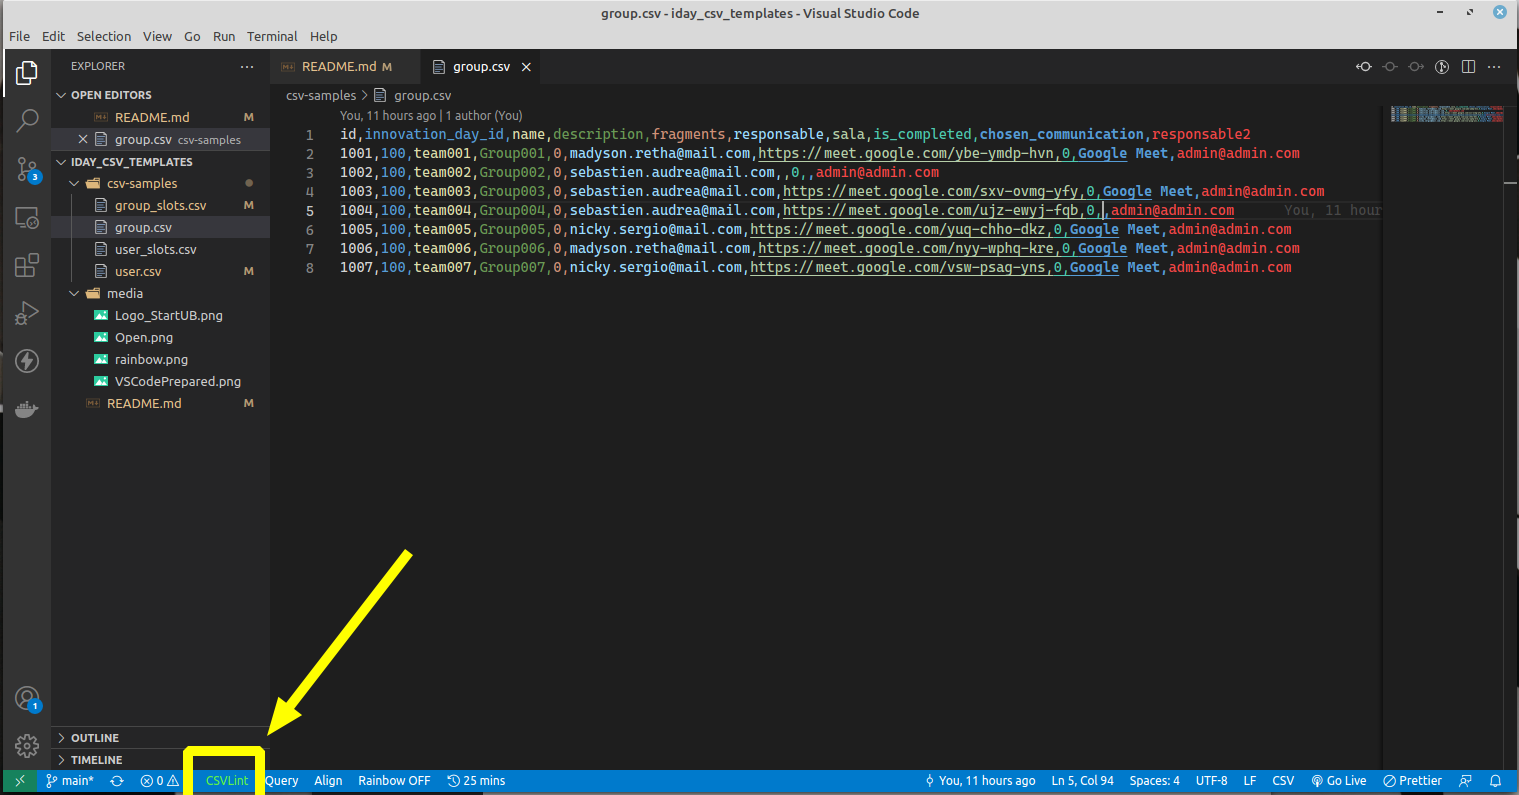 group.csv - iday_csv_templates - Visual Studio Code
File Edit Selection View Go Run Terminal Help
EXPLORER
OPEN EDITORS
README.md M
group.csv csv-samples
IDAY_CSV_TEMPLATES
csv-samples
group_slots.csv M
group.csv
user_slots.csv
user.csv M
media
Logo_StartUB.png
Open.png
rainbow.png
VSCodePrepared.png
README.md M
OUTLINE
TIMELINE
3
1
README.md M group.csv
csv-samples > group.csv
You, 11 hours ago | 1 author (You)
1 id,innovation_day_id,name,description,fragments,responsable,sala,is_completed,chosen_communication,responsable2
2 1001,100,team001,Group001,0,madyson.retha@mail.com,https://meet.google.com/ybe-ymdp-hvn,0,Google Meet,admin@admin.com
3 1002,100,team002,Group002,0,sebastien.audrea@mail.com,,0,,admin@admin.com
4 1003,100,team003,Group003,0,sebastien.audrea@mail.com,https://meet.google.com/sxv-ovmq-yfy,0,Google Meet,admin@admin.com
5 1004,100,team004,Group004,0,sebastien.audrea@mail.com,https://meet.google.com/ujz-ewyj-fqb,0,,admin@admin.com You, 11 hour
6 1005,100,team005,Group005,0,nicky.sergio@mail.com,https://meet.google.com/yuq-chho-dkz,0,Google Meet,admin@admin.com
7 1006,100,team006,Group006,0,madyson.retha@mail.com,https://meet.google.com/nyy-wphq-kre,0,Google Meet,admin@admin.com
8 1007,100,team007,Group007,0,nicky.sergio@mail.com,https://meet.google.com/vsw-psag-yns,0,Google Meet,admin@admin.com
main* 0 CSVLint Query Align Rainbow OFF 25 mins You, 11 hours ago Ln 5, Col 94 Spaces: 4 UTF-8 LF CSV Go Live Prettier